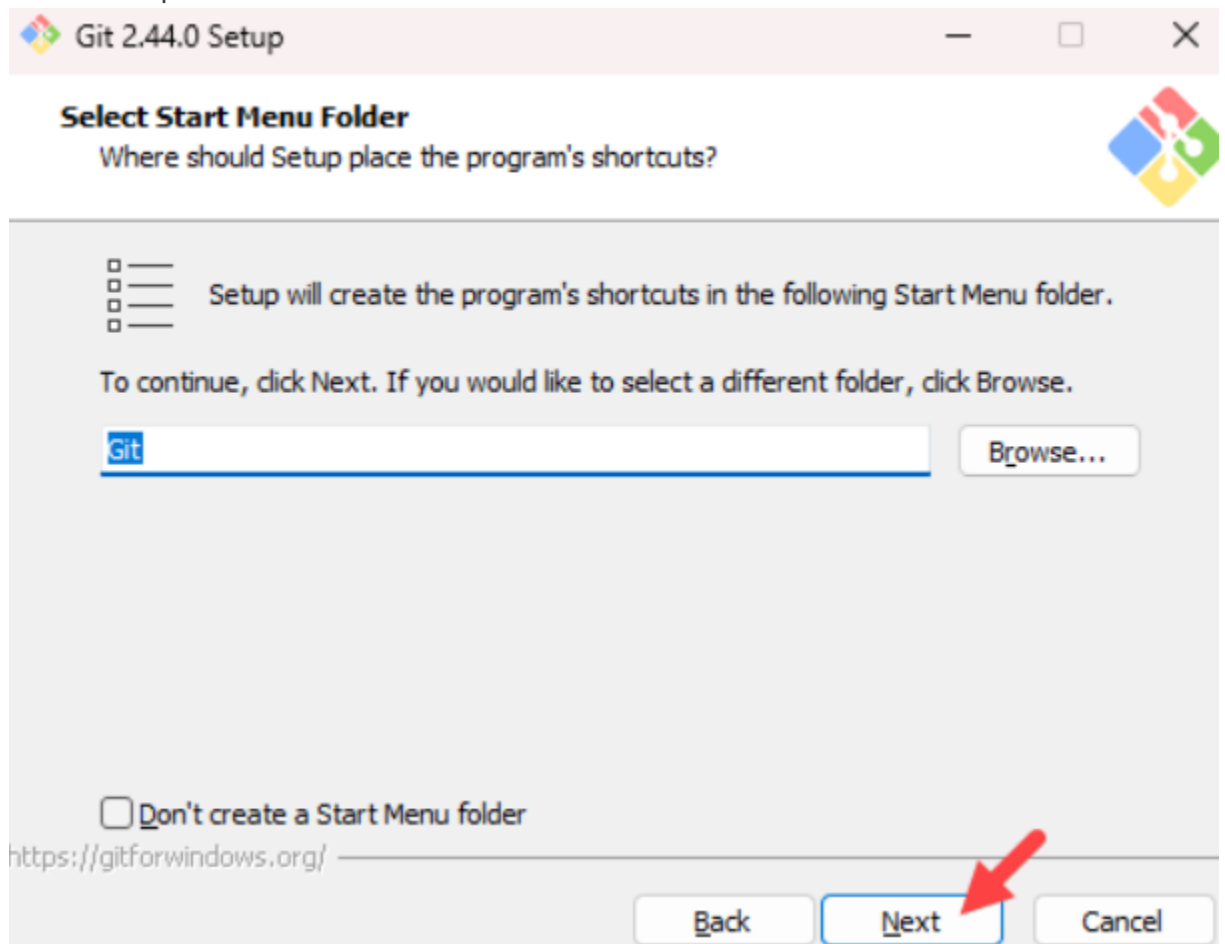 Git 2.44.0 Setup
Select Start Menu Folder
Where should Setup place the program's shortcuts?
Setup will create the program's shortcuts in the following Start Menu folder.
To continue, click Next. If you would like to select a different folder, click Browse.
Git
Browse...
Don't create a Start Menu folder
https://gitforwindows.org/
Back Next Cancel